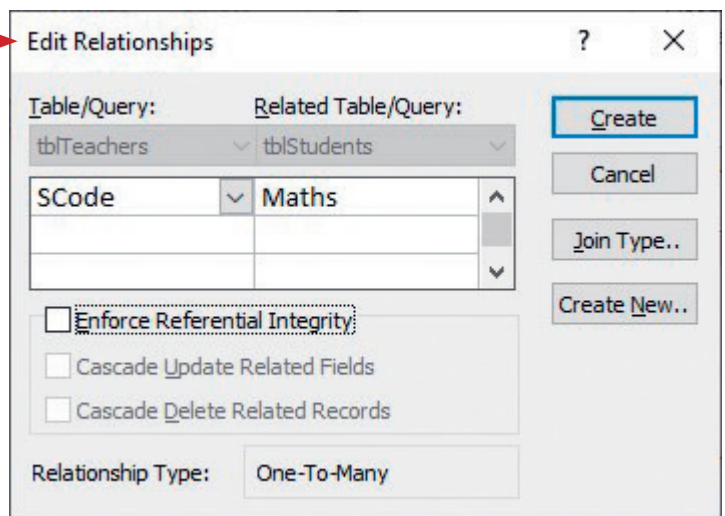 Edit Relationships ? ×
Table/Query: Related Table/Query:
tblTeachers tblStudents
SCode Maths
Enforce Referential Integrity
Cascade Update Related Fields
Cascade Delete Related Records
Relationship Type: One-To-Many
Create
Cancel
Join Type..
Create New..